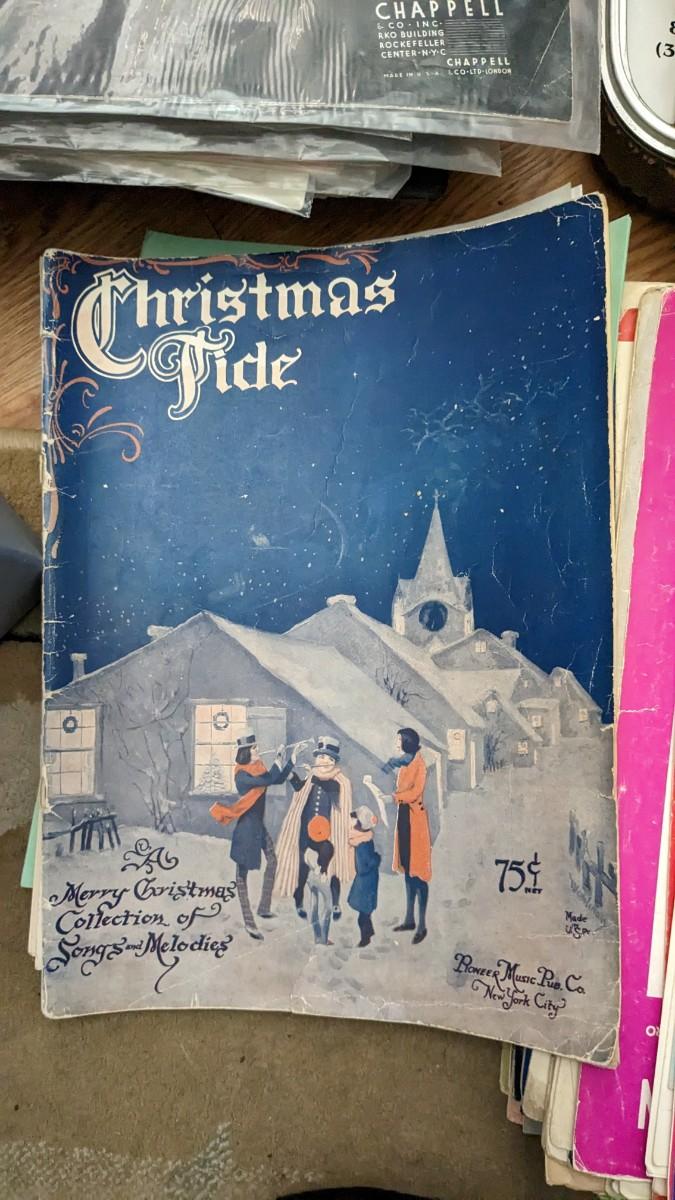 CHAPPELL
& CO · INC ·
RKO BUILDING
ROCKEFELLER
CENTER · N · Y · C
CHAPPELL
& CO · LTD · LONDON
MADE IN U. S. A.
Christmas
Tide
A
Merry Christmas
Collection of
Songs and Melodies
75¢
NET
Made
Pioneer Music Pub. Co.
New York City